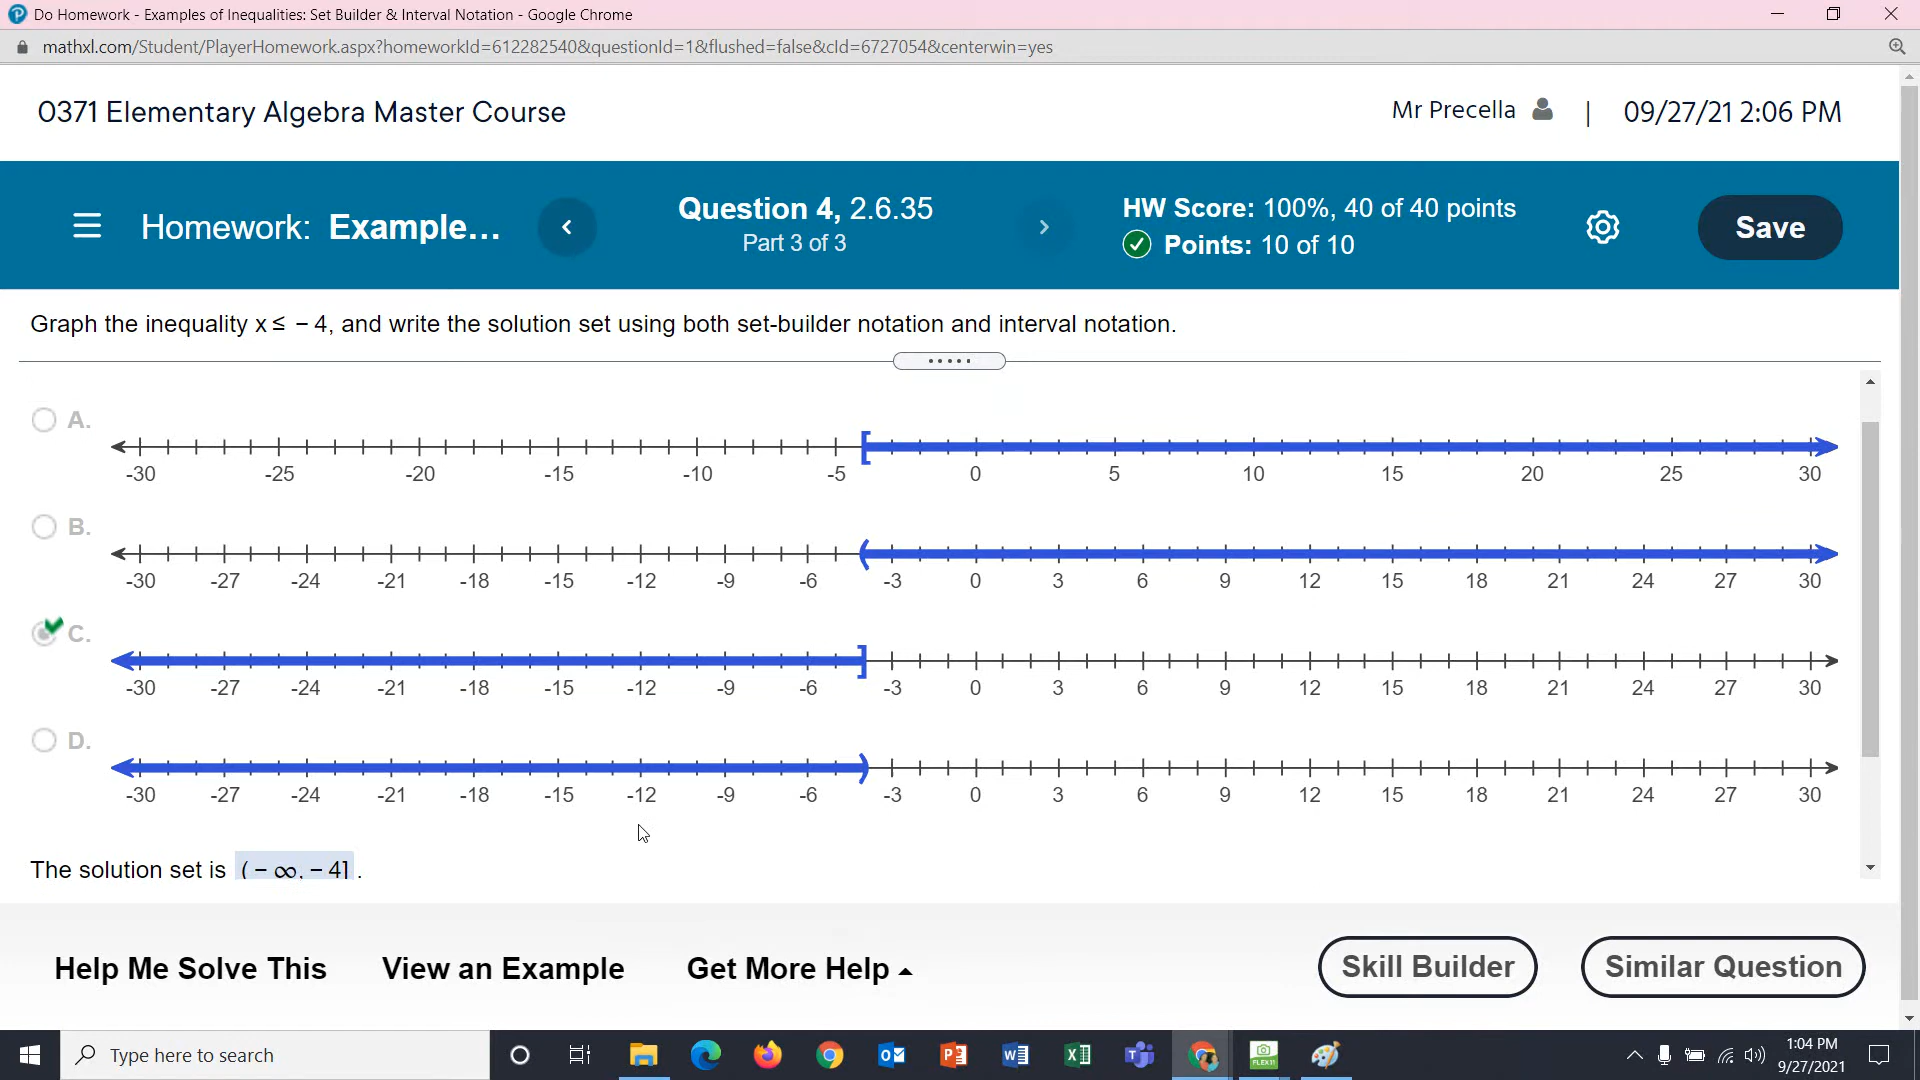 Do Homework - Examples of Inequalities: Set Builder & Interval Notation - Google Chrome
mathxl.com/Student/PlayerHomework.aspx?homeworkId=612282540&questionId=1&flushed=false&cId=6727054&centerwin=yes
0371 Elementary Algebra Master Course
Mr Precella | 09/27/21 2:06 PM
Homework: Example...
Question 4, 2.6.35
Part 3 of 3
HW Score: 100%, 40 of 40 points
Points: 10 of 10
Save
Graph the inequality x ≤ −4, and write the solution set using both set-builder notation and interval notation.
A.
-30 -25 -20 -15 -10 -5 0 5 10 15 20 25 30
B.
-30 -27 -24 -21 -18 -15 -12 -9 -6 -3 0 3 6 9 12 15 18 21 24 27 30
C.
-30 -27 -24 -21 -18 -15 -12 -9 -6 -3 0 3 6 9 12 15 18 21 24 27 30
D.
-30 -27 -24 -21 -18 -15 -12 -9 -6 -3 0 3 6 9 12 15 18 21 24 27 30
The solution set is (−∞, −4].
Help Me Solve This
View an Example
Get More Help
Skill Builder
Similar Question
Type here to search
FLEX11
1:04 PM
9/27/2021